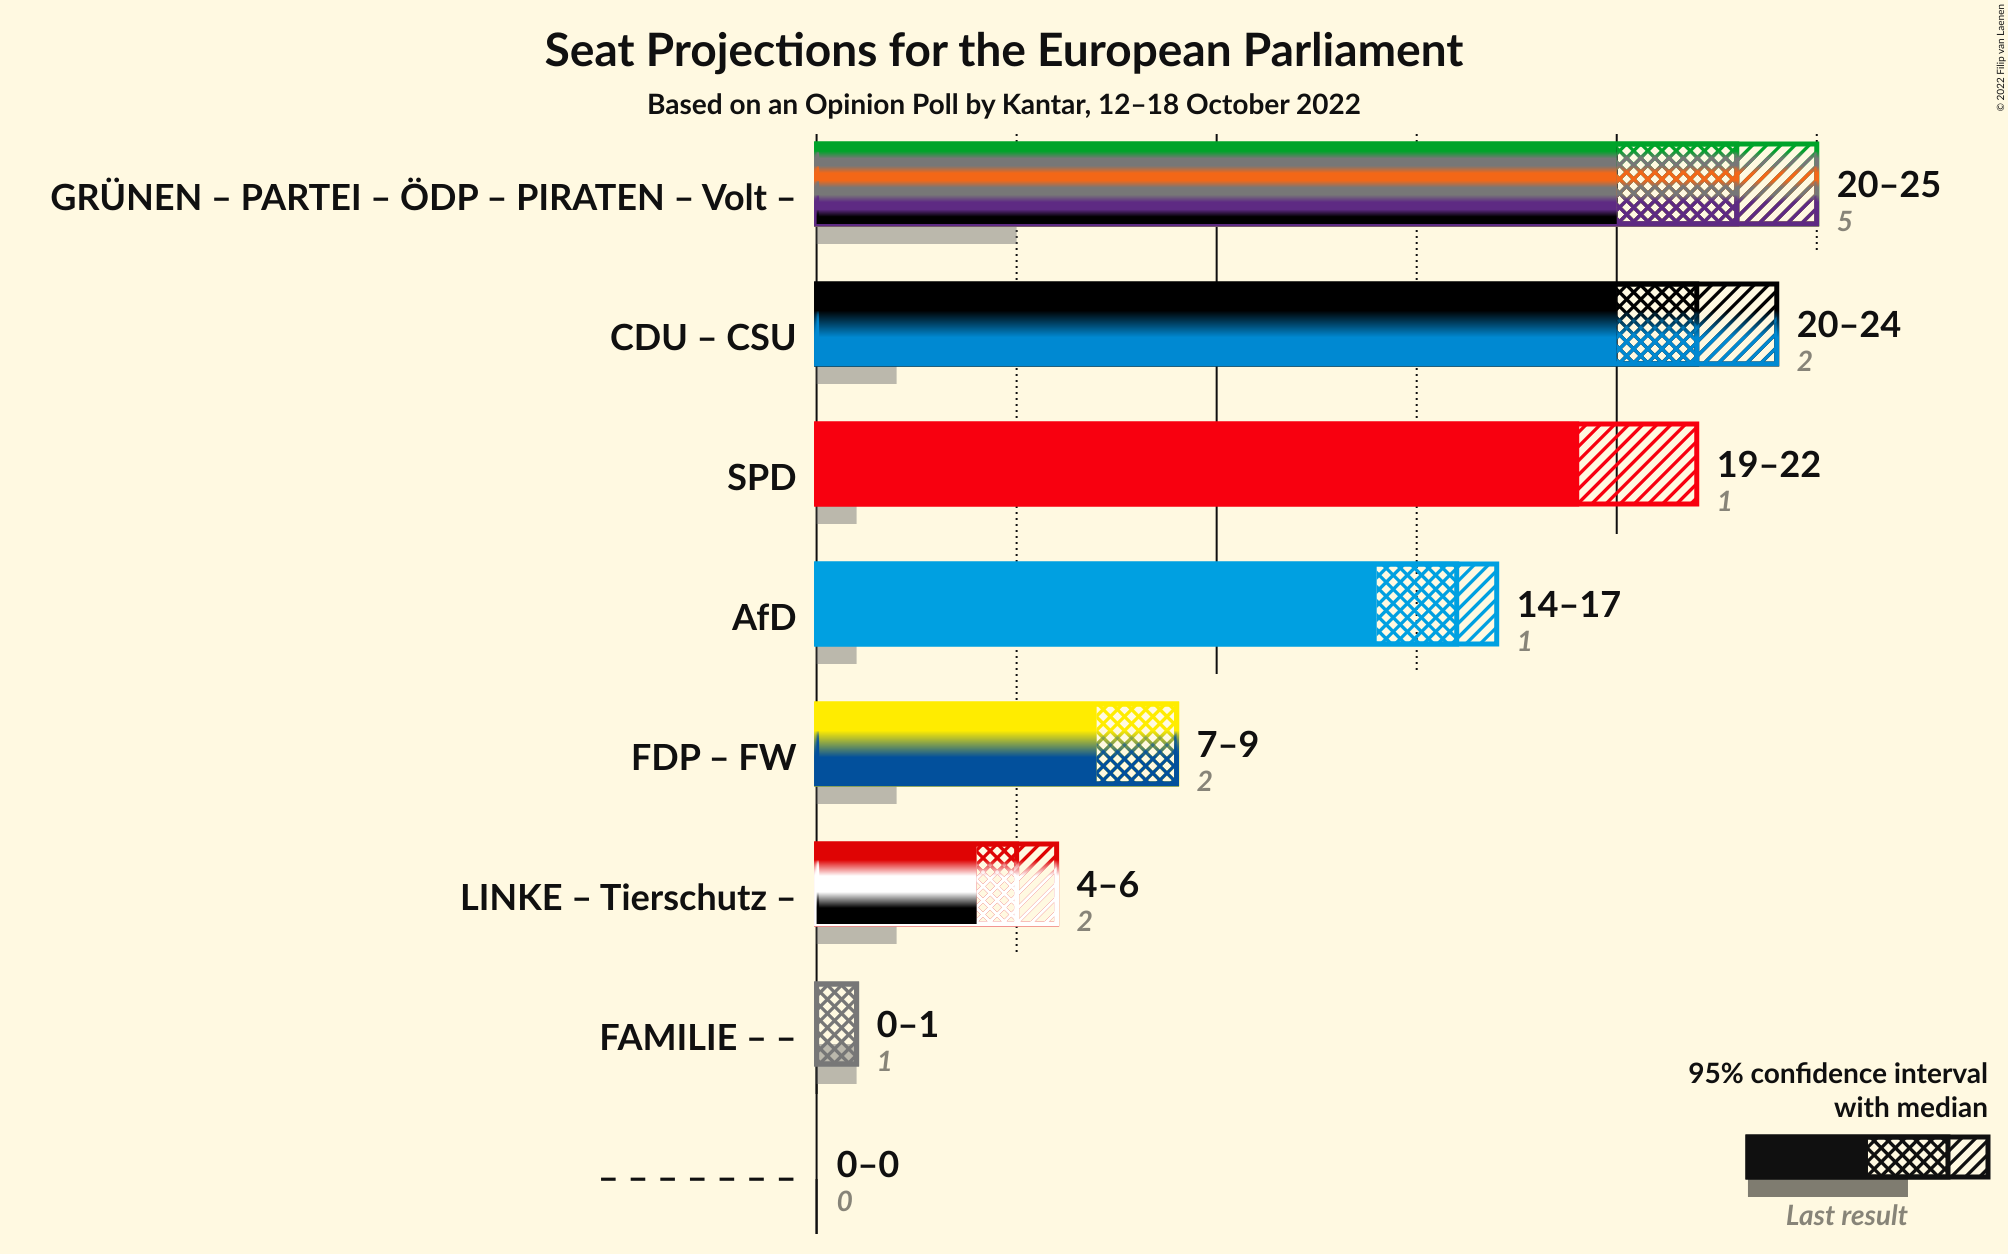 Seat Projections for the European Parliament
Based on an Opinion Poll by Kantar, 12–18 October 2022
© 2022 Filip van Laenen
GRÜNEN – PARTEI – ÖDP – PIRATEN – Volt –
20–25
5
CDU – CSU
20–24
2
SPD
19–22
1
AfD
14–17
1
FDP – FW
7–9
2
LINKE – Tierschutz –
4–6
2
FAMILIE – –
0–1
1
– – – – – – –
0–0
0
95% confidence interval
with median
Last result